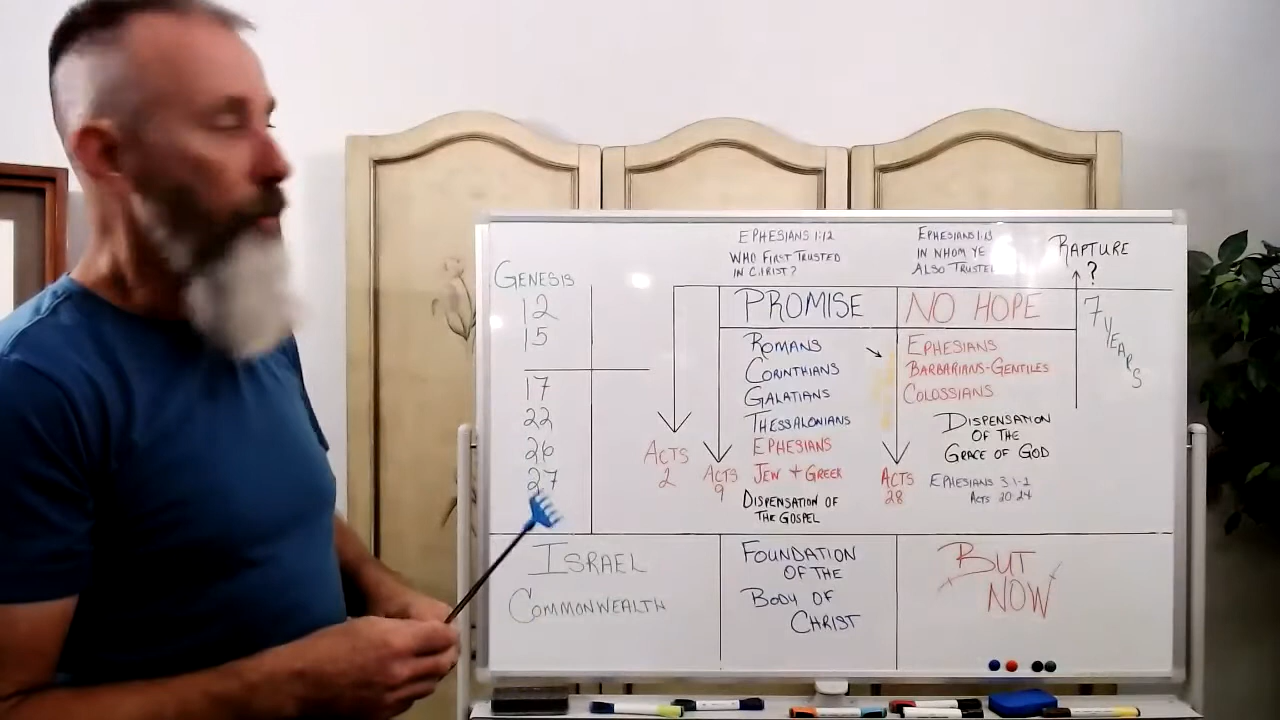 GENESIS
12
15
17
22
26
27
ISRAEL
COMMONWEALTH
ACTS
2
EPHESIANS 1:12
WHO FIRST TRUSTED
IN CHRIST?
PROMISE
ROMANS
CORINTHIANS
GALATIANS
THESSALONIANS
EPHESIANS
JEW + GREEK
DISPENSATION OF
THE GOSPEL
ACTS
9
FOUNDATION
OF THE
BODY OF
CHRIST
EPHESIANS 1:13
IN WHOM YE
ALSO TRUSTED
NO HOPE
EPHESIANS
BARBARIANS-GENTILES
COLOSSIANS
DISPENSATION
OF THE
GRACE OF GOD
ACTS
28
EPHESIANS 3:1-2
ACTS 20:24
BUT
NOW
RAPTURE
?
7 YEARS